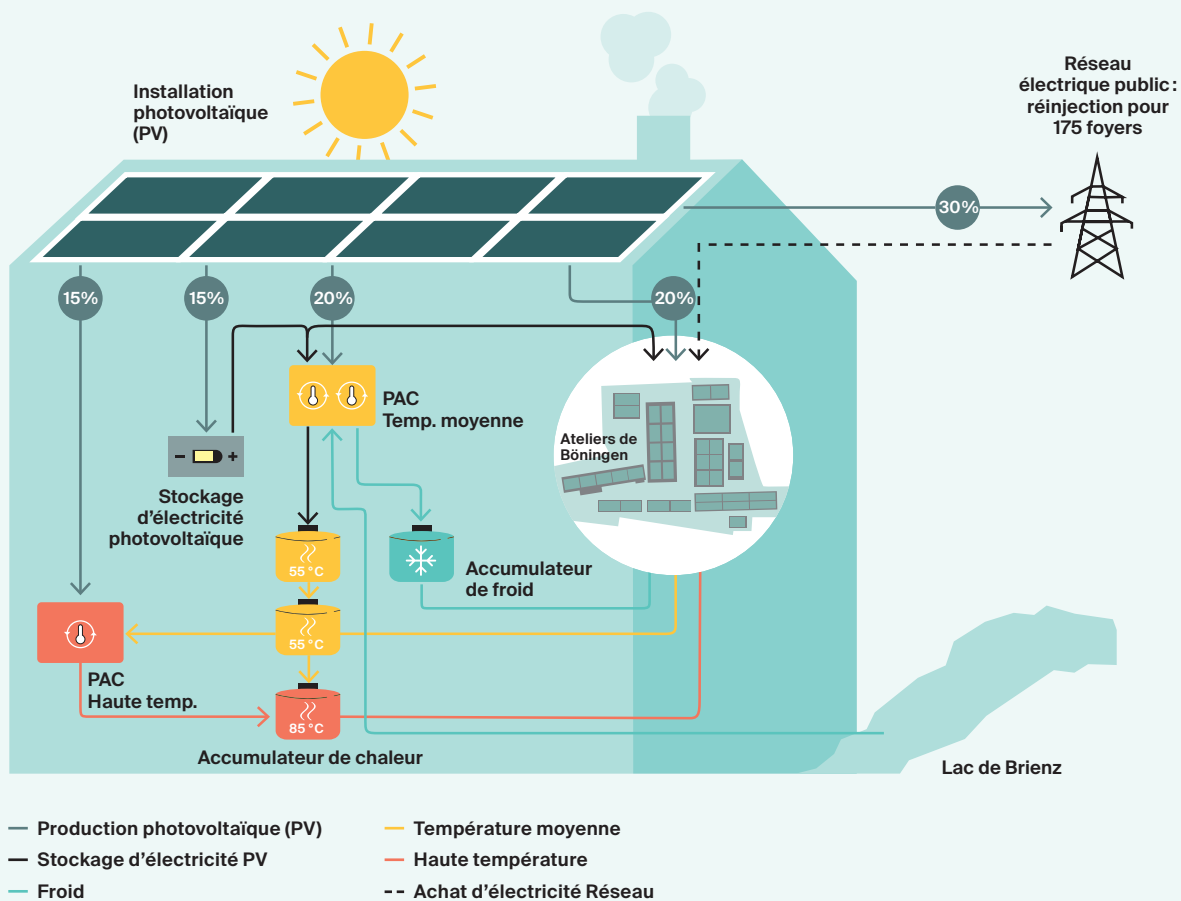 Installation
photovoltaïque
(PV)
Réseau
électrique public :
réinjection pour
175 foyers
30%
15%
15%
20%
20%
PAC
Temp. moyenne
Ateliers de
Böningen
- +
Stockage
d'électricité
photovoltaïque
55 °C
Accumulateur
de froid
55 °C
PAC
Haute temp.
85 °C
Accumulateur de chaleur
Lac de Brienz
Production photovoltaïque (PV)
Stockage d'électricité PV
Froid
Température moyenne
Haute température
Achat d'électricité Réseau